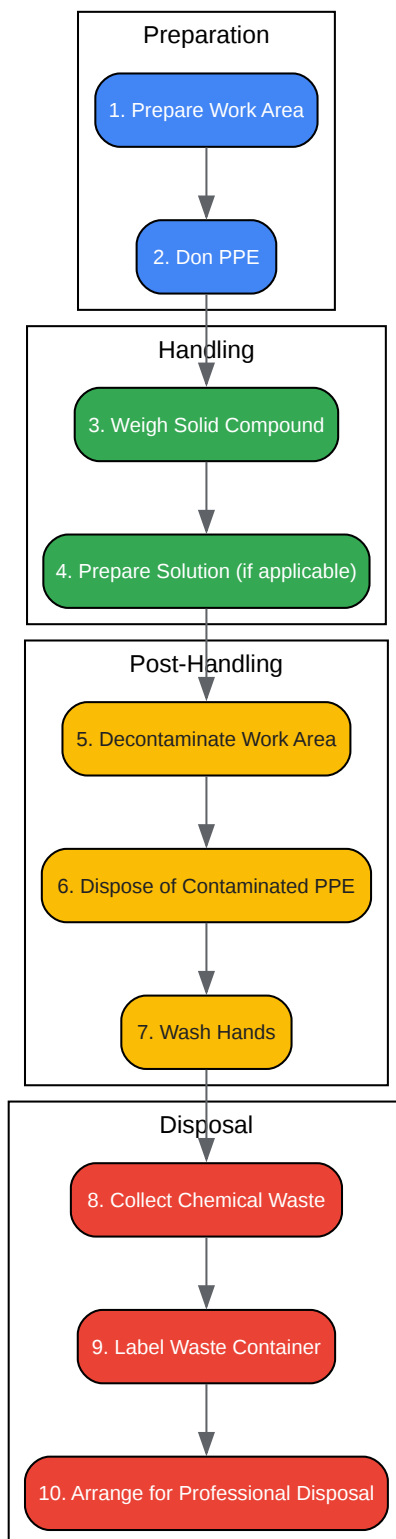 Preparation
1. Prepare Work Area
2. Don PPE
Handling
3. Weigh Solid Compound
4. Prepare Solution (if applicable)
Post-Handling
5. Decontaminate Work Area
6. Dispose of Contaminated PPE
7. Wash Hands
Disposal
8. Collect Chemical Waste
9. Label Waste Container
10. Arrange for Professional Disposal